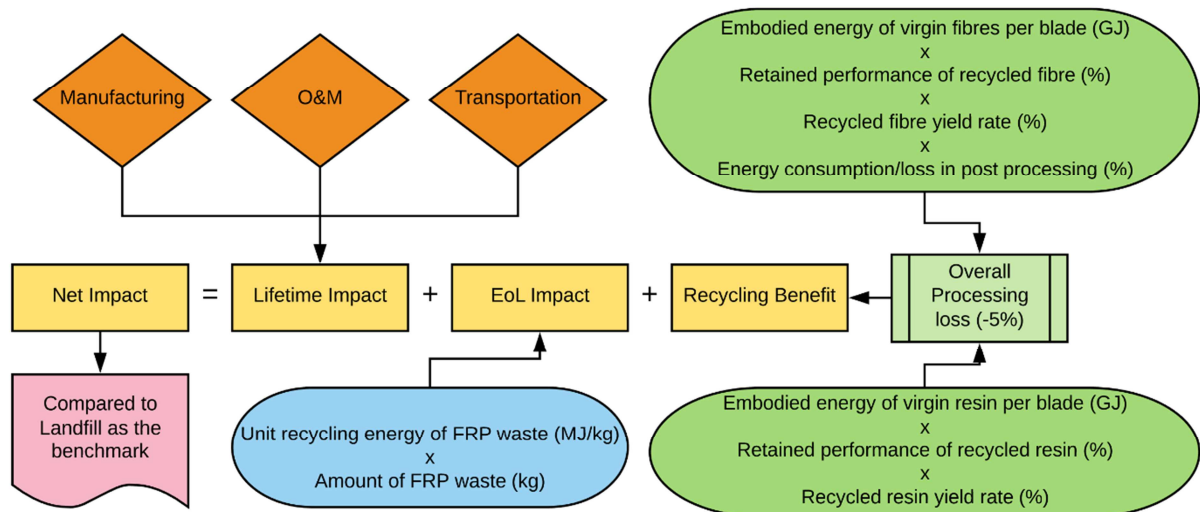 Manufacturing
O&M
Transportation
Embodied energy of virgin fibres per blade (GJ)
x
Retained performance of recycled fibre (%)
x
Recycled fibre yield rate (%)
x
Energy consumption/loss in post processing (%)
Net Impact
=
Lifetime Impact
+
EoL Impact
+
Recycling Benefit
Overall
Processing
loss (-5%)
Compared to
Landfill as the
benchmark
Unit recycling energy of FRP waste (MJ/kg)
x
Amount of FRP waste (kg)
Embodied energy of virgin resin per blade (GJ)
x
Retained performance of recycled resin (%)
x
Recycled resin yield rate (%)